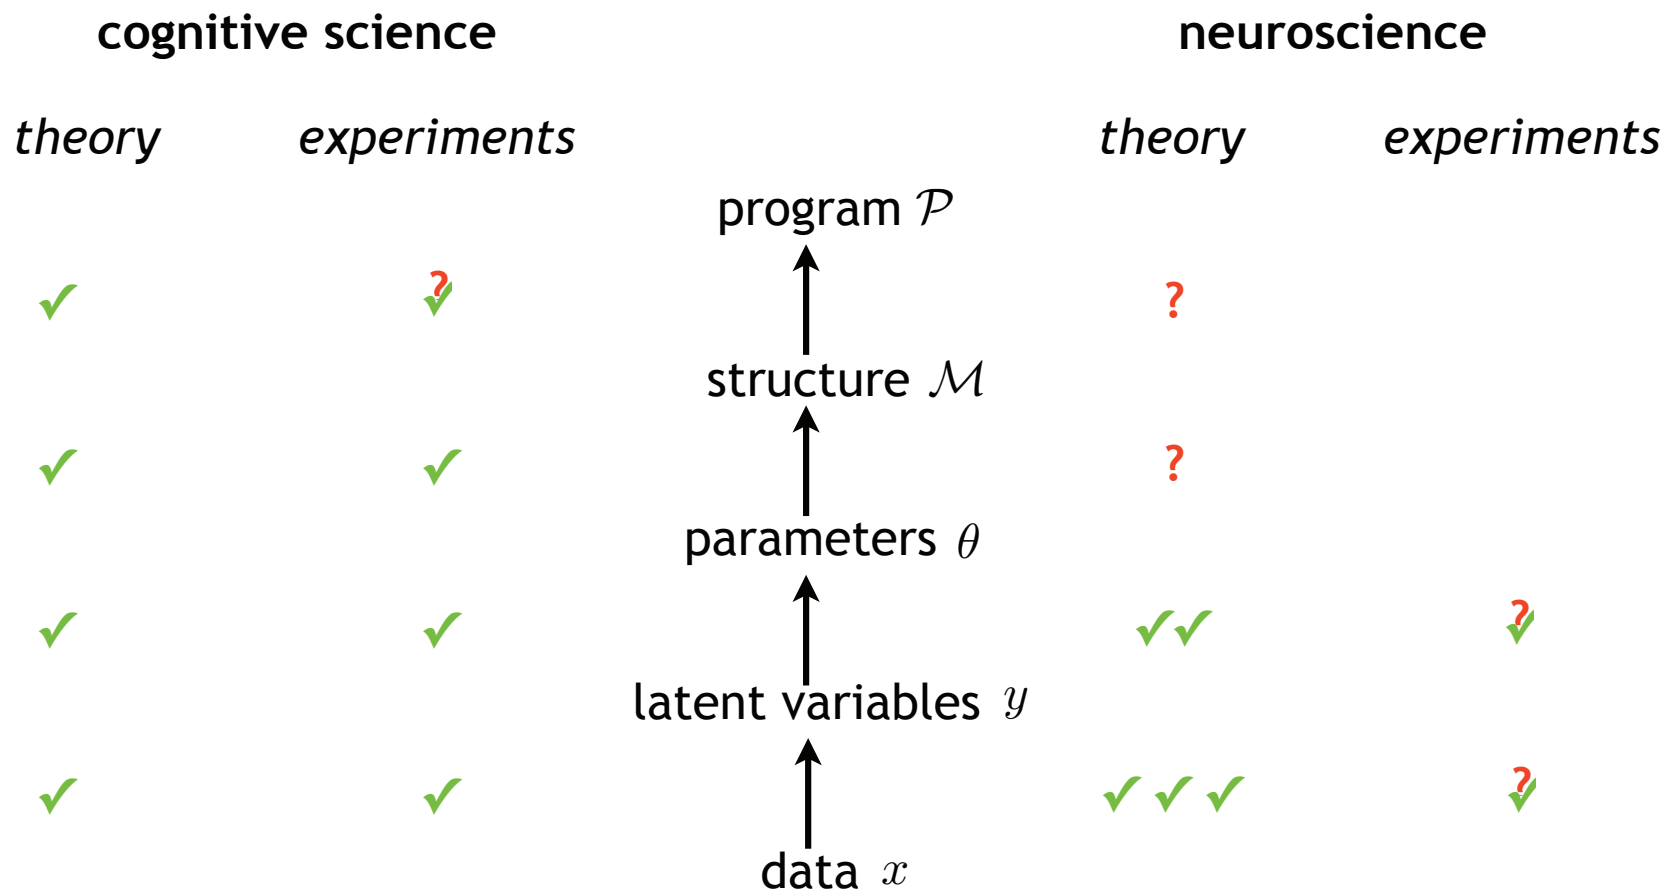 cognitive science neuroscience
theory experiments theory experiments
program 𝒫
✓ ✓? ?
structure ℳ
✓ ✓ ?
parameters θ
✓ ✓ ✓✓ ✓?
latent variables y
✓ ✓ ✓✓✓ ✓?
data x